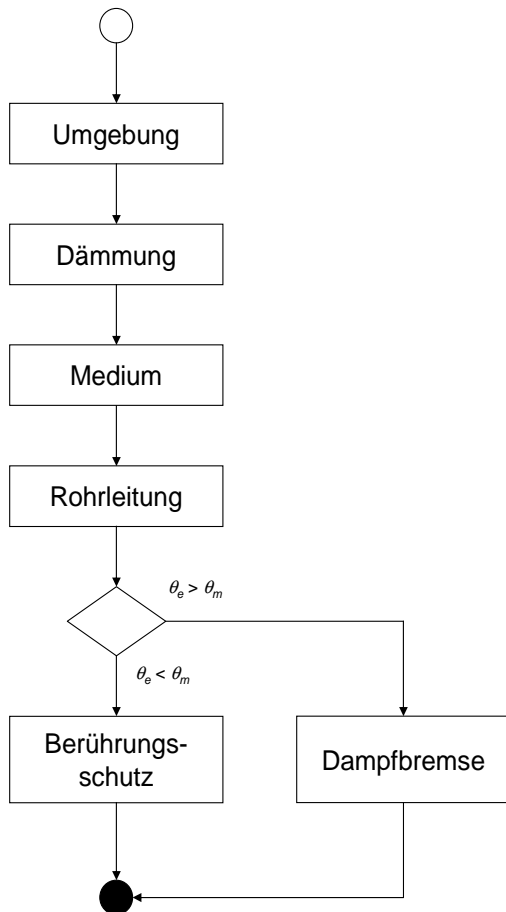 Umgebung
Dämmung
Medium
Rohrleitung
θe > θm
θe < θm
Berührungs-
schutz
Dampfbremse